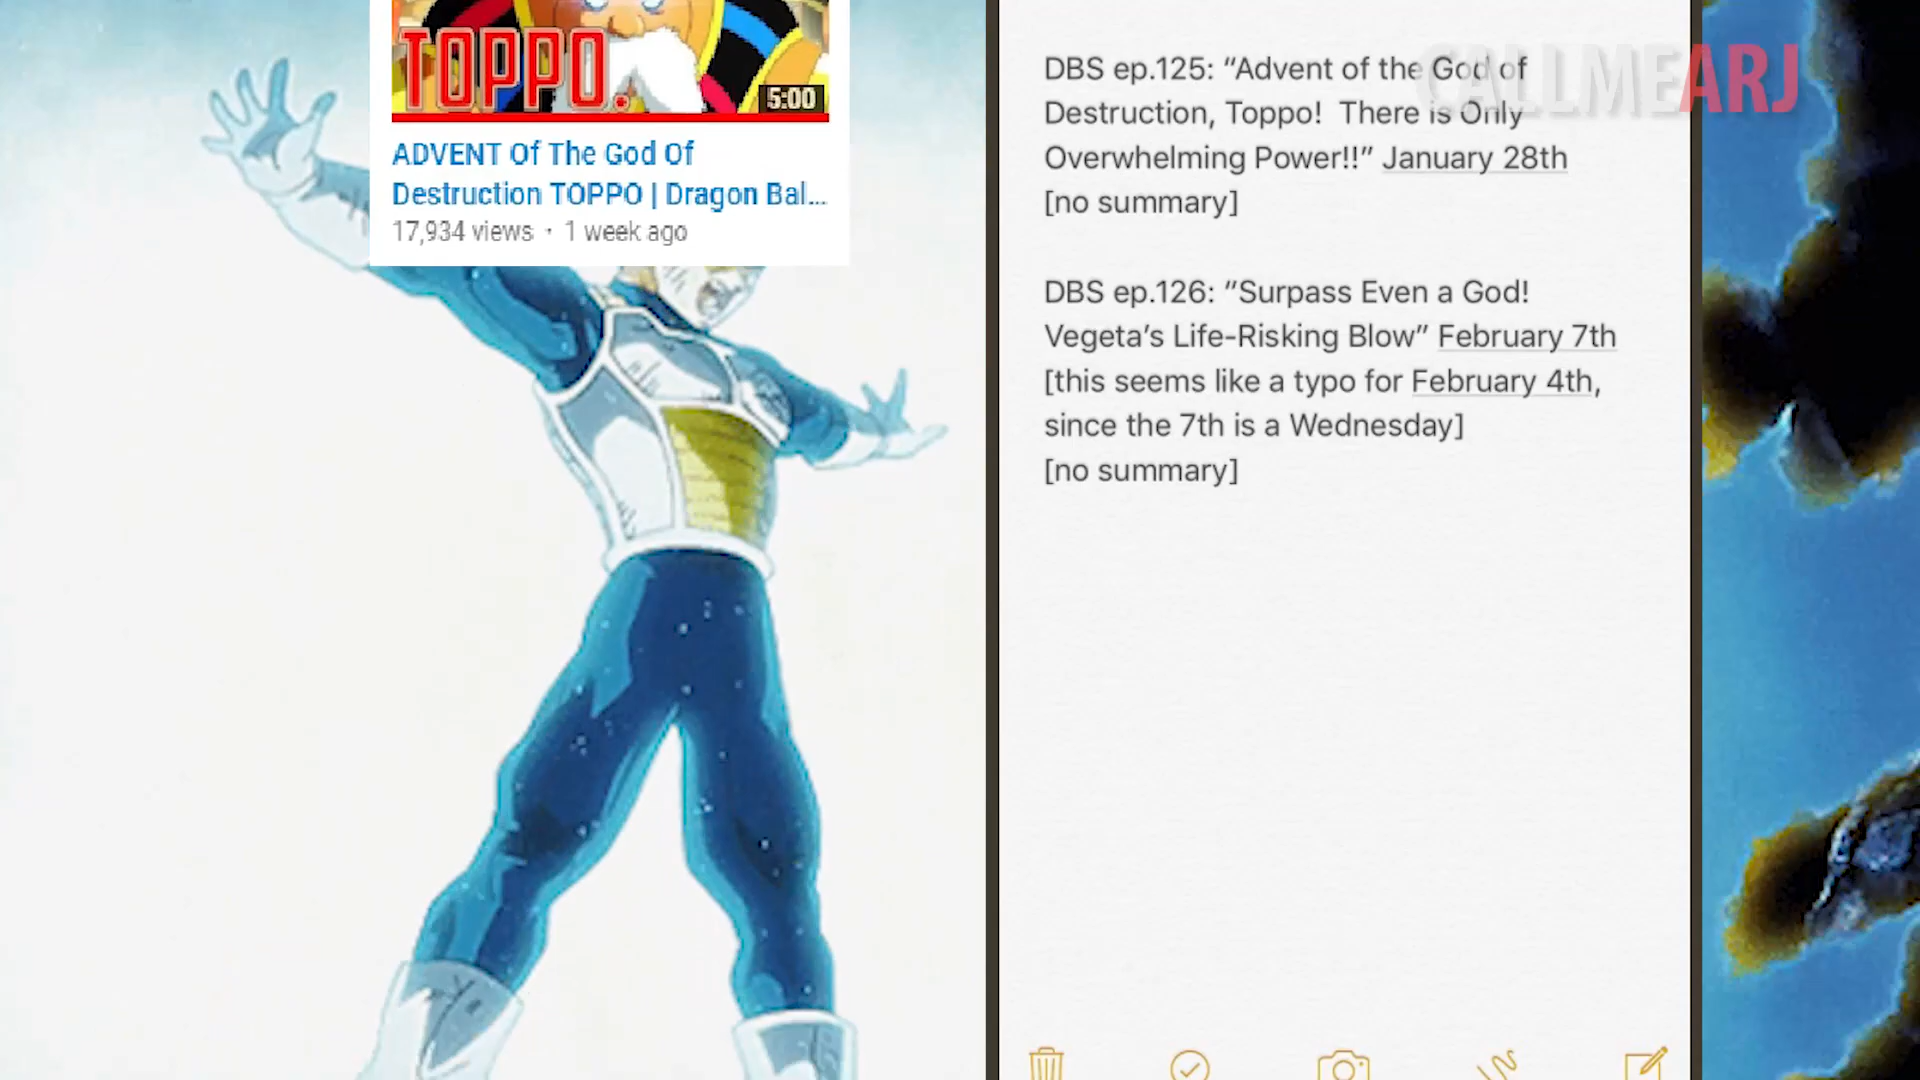 TOPPO.
5:00
ADVENT Of The God Of
Destruction TOPPO | Dragon Bal...
17,934 views · 1 week ago
CALLMEARJ
DBS ep.125: “Advent of the God of
Destruction, Toppo!  There is Only
Overwhelming Power!!” January 28th
[no summary]
DBS ep.126: “Surpass Even a God!
Vegeta’s Life-Risking Blow” February 7th
[this seems like a typo for February 4th,
since the 7th is a Wednesday]
[no summary]